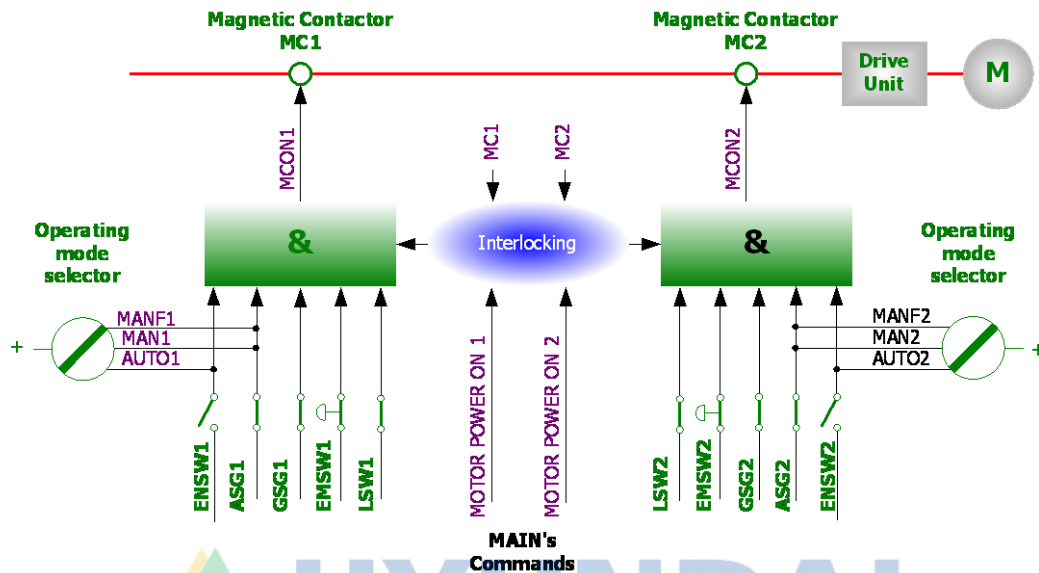 Magnetic Contactor
MC1
Magnetic Contactor
MC2
Drive
Unit
M
MCON1
MC1
MC2
MCON2
Operating
mode
selector
&
Interlocking
&
Operating
mode
selector
MANF1
MAN1
AUTO1
+
MANF2
MAN2
AUTO2
+
ENSW1
ASG1
GSG1
EMSW1
LSW1
MOTOR POWER ON 1
MOTOR POWER ON 2
LSW2
EMSW2
GSG2
ASG2
ENSW2
MAIN's
Commands